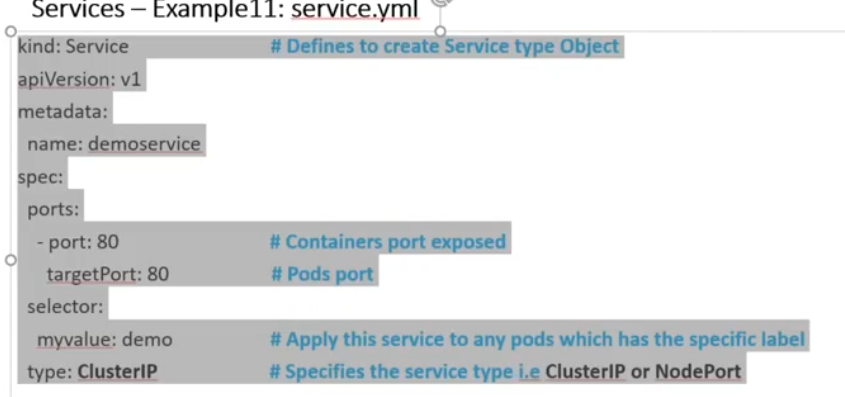 Services – Example11: service.yml
kind: Service # Defines to create Service type Object
apiVersion: v1
metadata:
name: demoservice
spec:
ports:
- port: 80 # Containers port exposed
targetPort: 80 # Pods port
selector:
myvalue: demo # Apply this service to any pods which has the specific label
type: ClusterIP # Specifies the service type i.e ClusterIP or NodePort